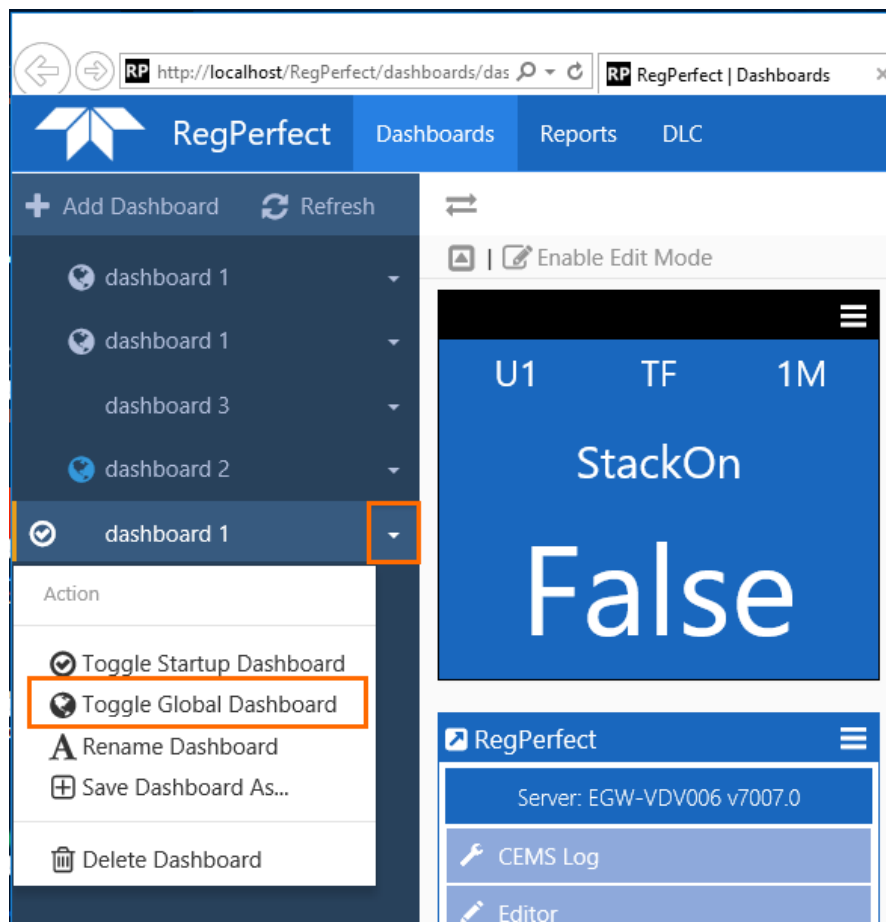 RP http://localhost/RegPerfect/dashboards/das
RP RegPerfect | Dashboards
RegPerfect Dashboards Reports DLC
Add Dashboard Refresh
Enable Edit Mode
dashboard 1
dashboard 1
dashboard 3
dashboard 2
dashboard 1
Action
Toggle Startup Dashboard
Toggle Global Dashboard
A Rename Dashboard
Save Dashboard As...
Delete Dashboard
U1 TF 1M
StackOn
False
RegPerfect
Server: EGW-VDV006 v7007.0
CEMS Log
Editor